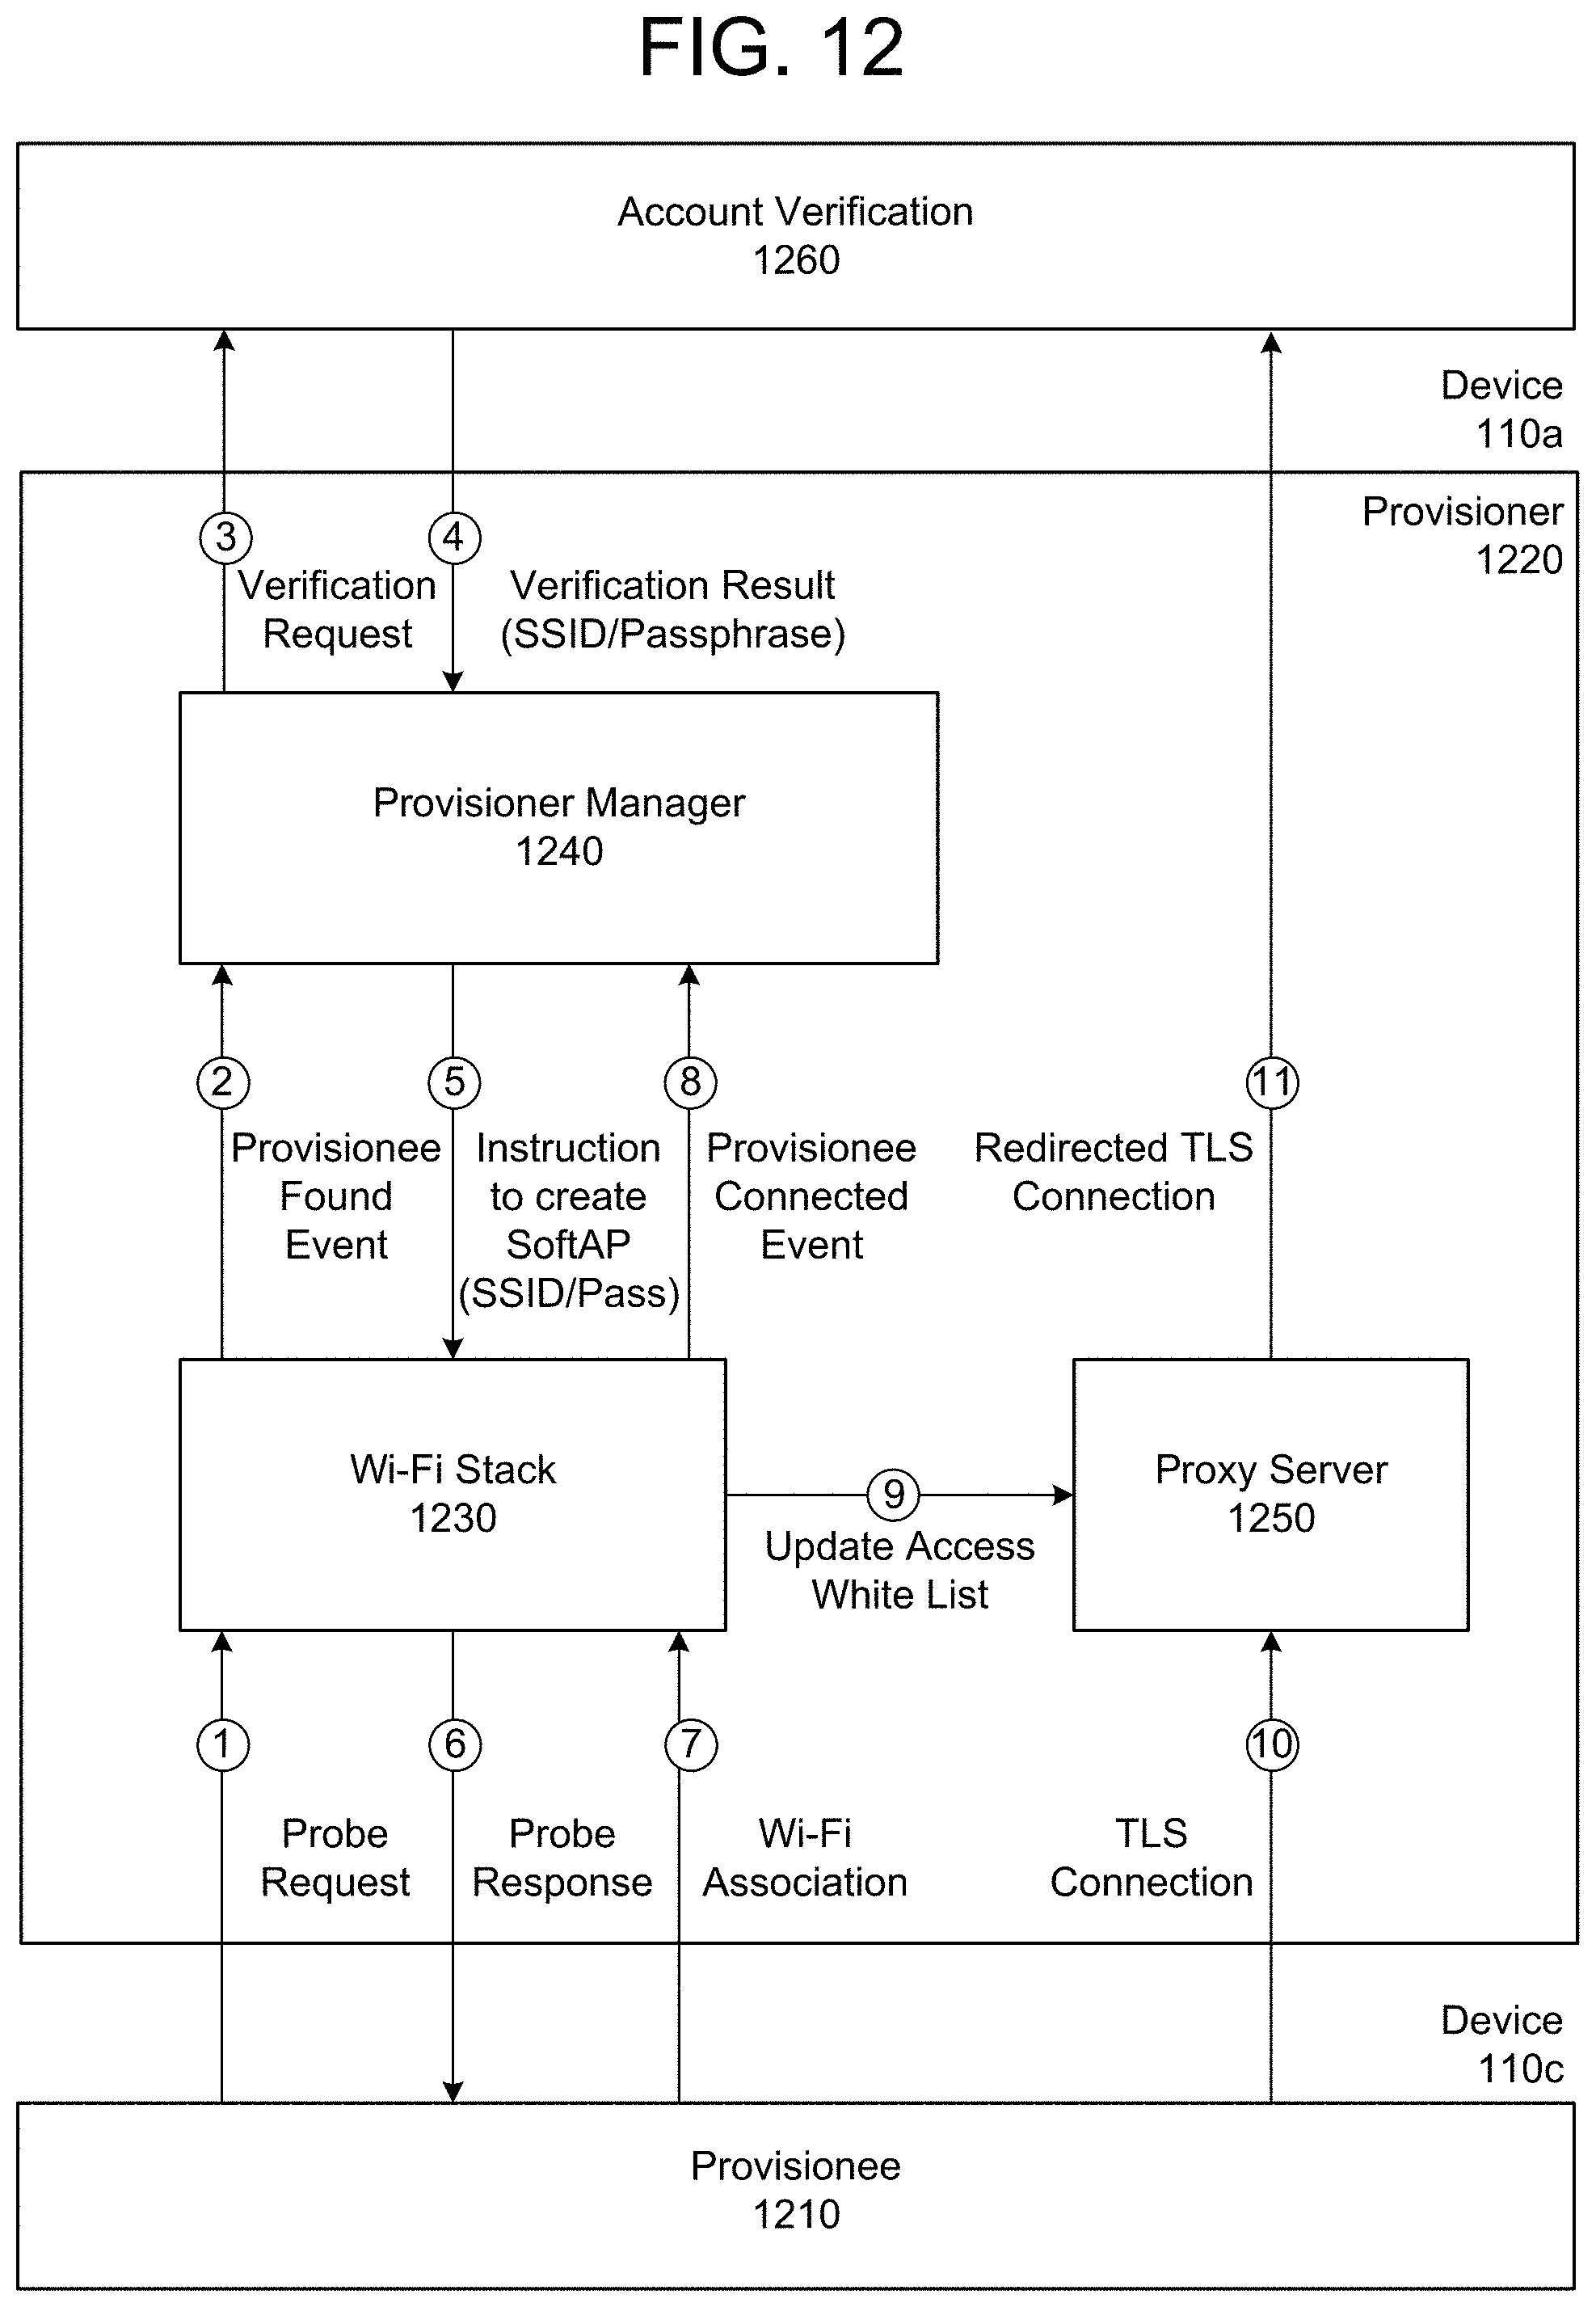 FIG. 12
Account Verification
1260
Device
110a
Provisioner
1220
3
4
Verification
Request
Verification Result
(SSID/Passphrase)
Provisioner Manager
1240
2
5
8
11
Provisionee
Found
Event
Instruction
to create
SoftAP
(SSID/Pass)
Provisionee
Connected
Event
Redirected TLS
Connection
Wi-Fi Stack
1230
9
Update Access
White List
Proxy Server
1250
1
6
7
10
Probe
Request
Probe
Response
Wi-Fi
Association
TLS
Connection
Device
110c
Provisionee
1210